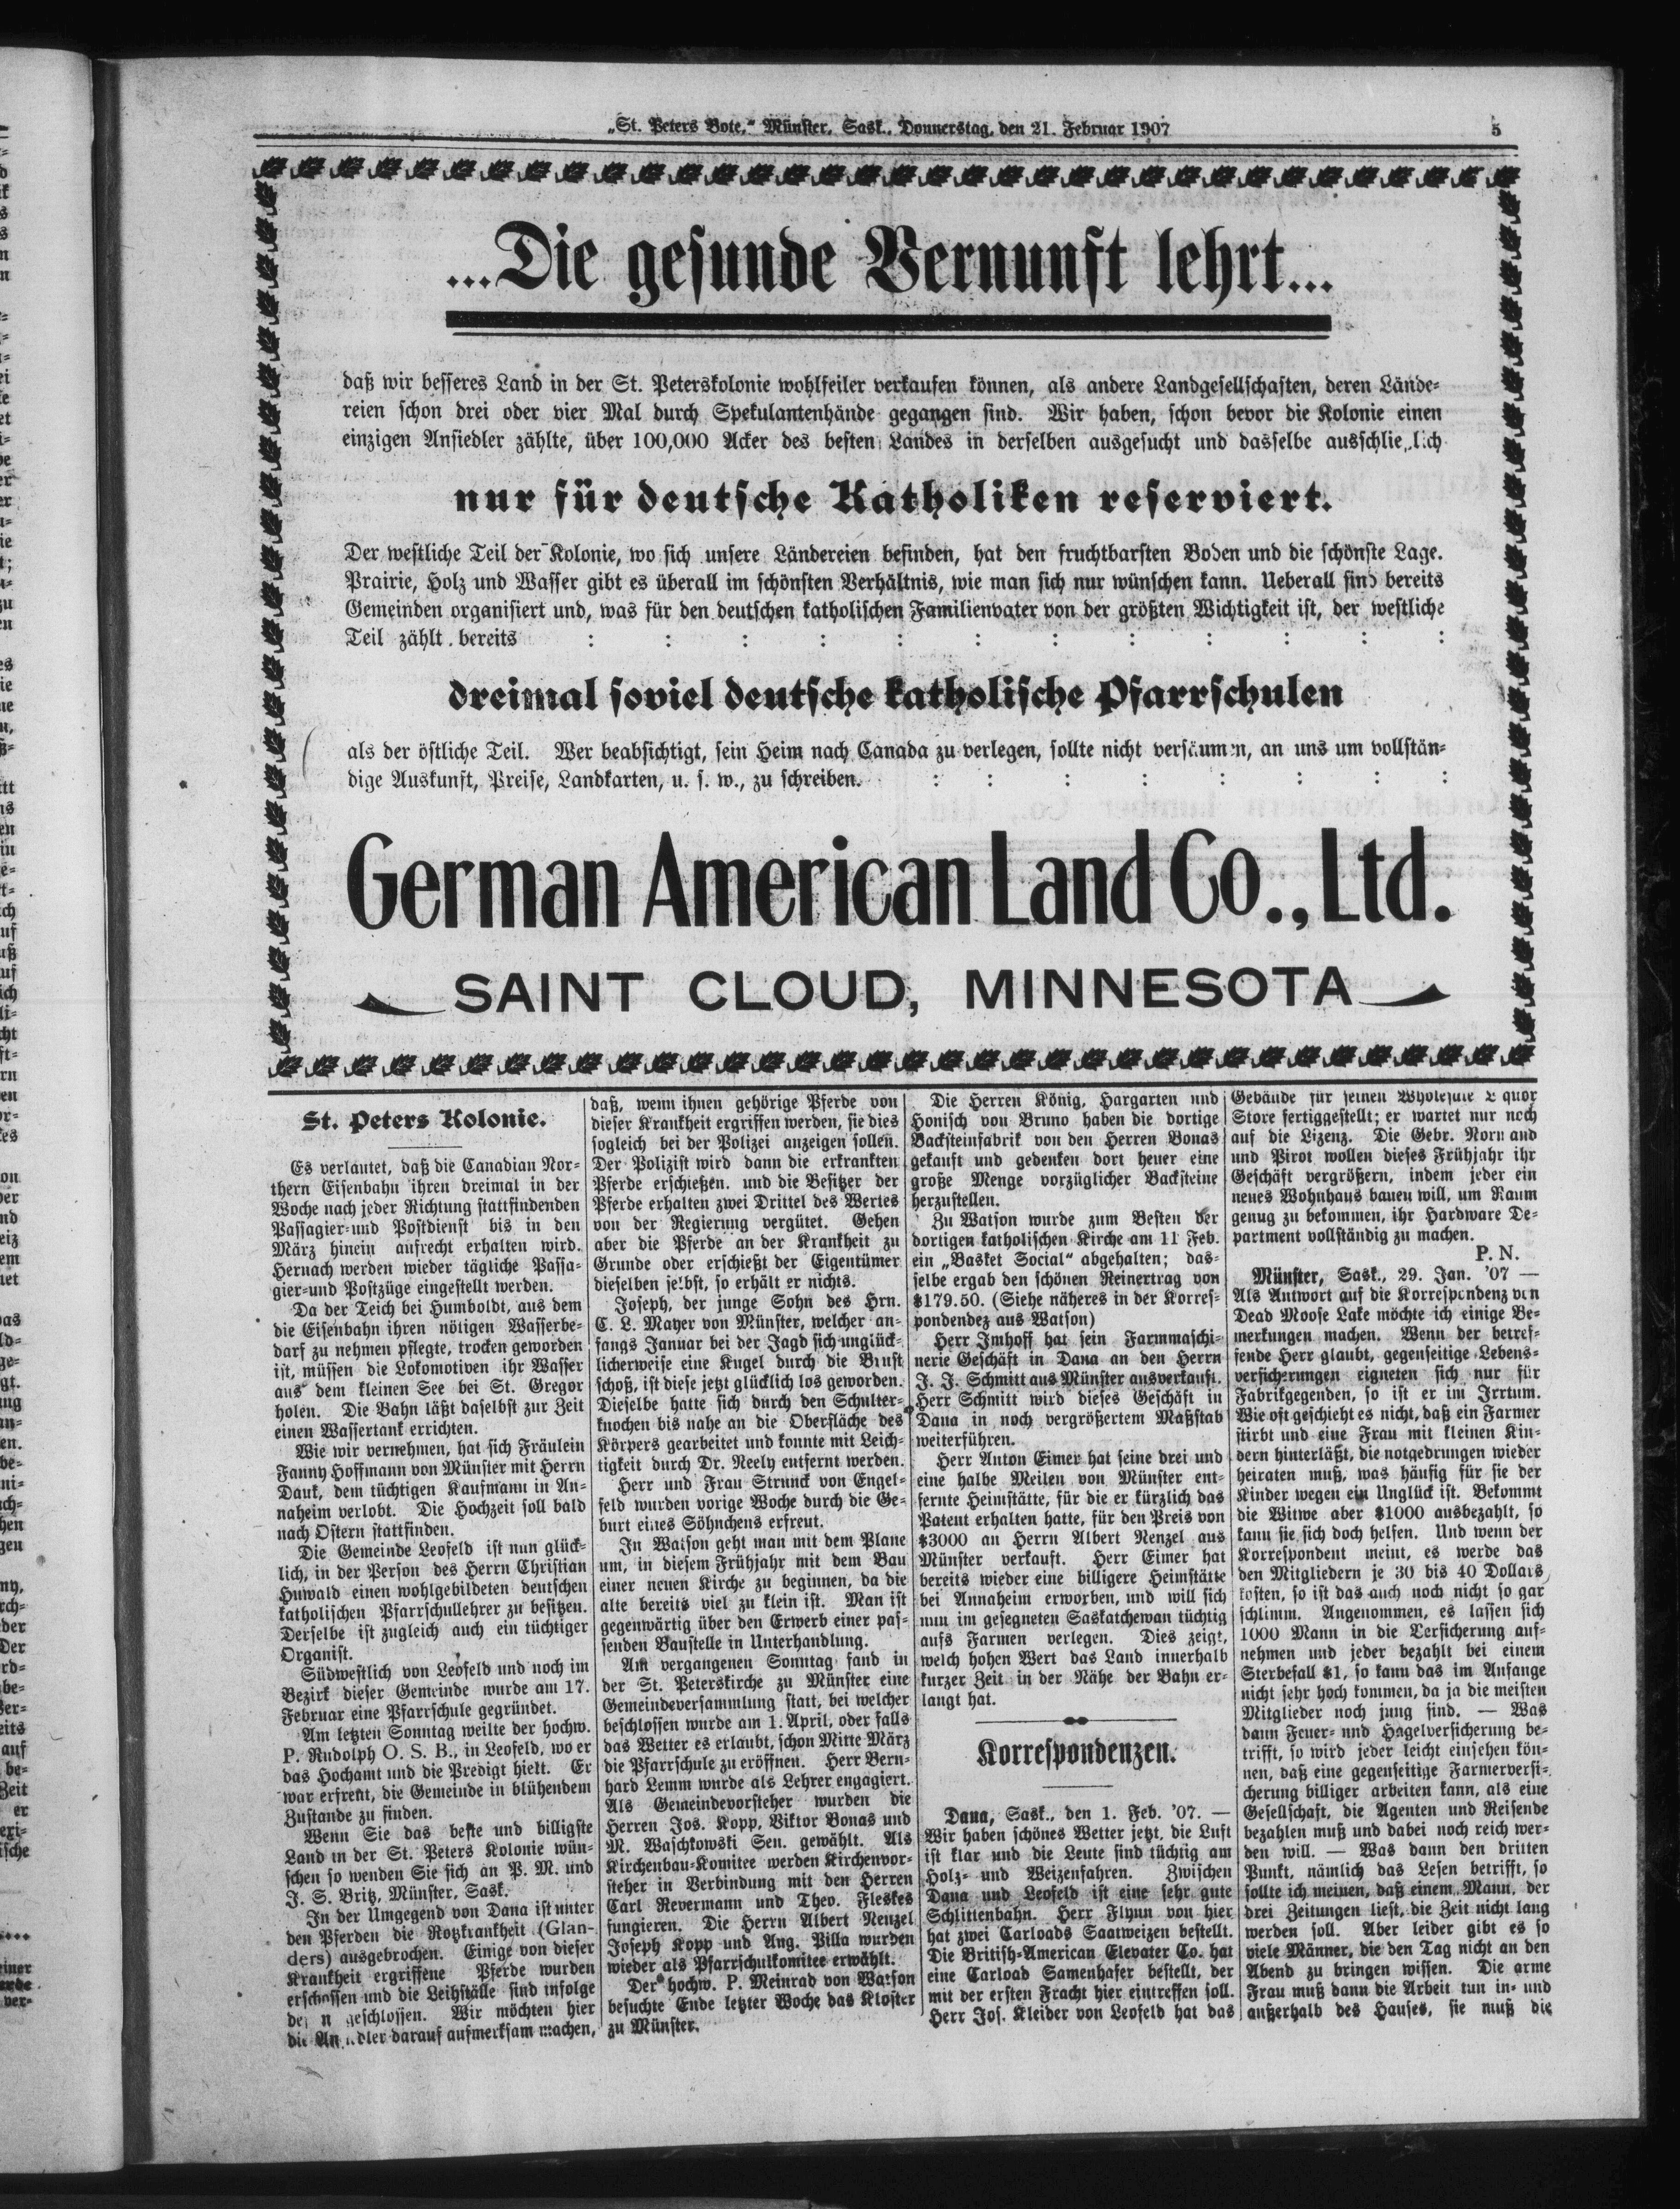 „St. Peters Bote,“ Münster, Sask., Donnerstag, den 21. Februar 1907
5
...Die gesunde Vernunft lehrt...
daß wir besseres Land in der St. Peterskolonie wohlfeiler verkaufen können, als andere Landgesellschaften, deren Lände-
reien schon drei oder vier Mal durch Spekulantenhände gegangen sind. Wir haben, schon bevor die Kolonie einen
einzigen Ansiedler zählte, über 100,000 Acker des besten Landes in derselben ausgesucht und dasselbe ausschließlich
nur für deutsche Katholiken reserviert.
Der westliche Teil der Kolonie, wo sich unsere Ländereien befinden, hat den fruchtbarsten Boden und die schönste Lage.
Prairie, Holz und Wasser gibt es überall im schönsten Verhältnis, wie man sich nur wünschen kann. Ueberall sind bereits
Gemeinden organisiert und, was für den deutschen katholischen Familienvater von der größten Wichtigkeit ist, der westliche
Teil zählt bereits : : : : : : : : : : : :
dreimal soviel deutsche katholische Pfarrschulen
als der östliche Teil. Wer beabsichtigt, sein Heim nach Canada zu verlegen, sollte nicht versäumen, an uns um vollstän-
dige Auskunft, Preise, Landkarten, u. s. w., zu schreiben. : : : : : : : :
German American Land Co., Ltd.
SAINT CLOUD, MINNESOTA
St. Peters Kolonie.
Es verlautet, daß die Canadian Nor-
thern Eisenbahn ihren dreimal in der
Woche nach jeder Richtung stattfindenden
Passagier- und Postdienst bis in den
März hinein aufrecht erhalten wird.
Hernach werden wieder tägliche Passa-
gier- und Postzüge eingestellt werden.
Da der Teich bei Humboldt, aus dem
die Eisenbahn ihren nötigen Wasserbe-
darf zu nehmen pflegte, trocken geworden
ist, müssen die Lokomotiven ihr Wasser
aus dem kleinen See bei St. Gregor
holen. Die Bahn läßt daselbst zur Zeit
einen Wassertank errichten.
Wie wir vernehmen, hat sich Fräulein
Fanny Hoffmann von Münster mit Herrn
Dauk, dem tüchtigen Kaufmann in An-
naheim verlobt. Die Hochzeit soll bald
nach Ostern stattfinden.
Die Gemeinde Leofeld ist nun glück-
lich, in der Person des Herrn Christian
Huwald einen wohlgebildeten deutschen
katholischen Pfarrschullehrer zu besitzen.
Derselbe ist zugleich auch ein tüchtiger
Organist.
Südwestlich von Leofeld und noch im
Bezirk dieser Gemeinde wurde am 17.
Februar eine Pfarrschule gegründet.
Am letzten Sonntag weilte der hochw.
P. Rudolph O. S. B., in Leofeld, wo er
das Hochamt und die Predigt hielt. Er
war erfreut, die Gemeinde in blühendem
Zustande zu finden.
Wenn Sie das beste und billigste
Land in der St. Peters Kolonie wün-
schen so wenden Sie sich an P. M. und
J. S. Britz, Münster, Sask.
In der Umgegend von Dana ist unter
den Pferden die Rotzkrankheit (Glan-
ders) ausgebrochen. Einige von dieser
Krankheit ergriffene Pferde wurden
erschossen und die Leihställe sind infolge
geschlossen. Wir möchten hier
die darauf aufmerksam machen,
daß, wenn ihnen gehörige Pferde von
dieser Krankheit ergriffen werden, sie dies
sogleich bei der Polizei anzeigen sollen.
Der Polizist wird dann die erkrankten
Pferde erschießen. und die Besitzer der
Pferde erhalten zwei Drittel des Wertes
von der Regierung vergütet. Gehen
aber die Pferde an der Krankheit zu
Grunde oder erschießt der Eigentümer
dieselben selbst, so erhält er nichts.
Joseph, der junge Sohn des Hrn.
C. L. Mayer von Münster, welcher an-
fangs Januar bei der Jagd sich unglück-
licherweise eine Kugel durch die Brust
schoß, ist diese jetzt glücklich los geworden.
Dieselbe hatte sich durch den Schulter-
knochen bis nahe an die Oberfläche des
Körpers gearbeitet und konnte mit Leich-
tigkeit durch Dr. Neely entfernt werden.
Herr und Frau Strunck von Engel-
feld wurden vorige Woche durch die Ge-
burt eines Söhnchens erfreut.
In Watson geht man mit dem Plane
um, in diesem Frühjahr mit dem Bau
einer neuen Kirche zu beginnen, da die
alte bereits viel zu klein ist. Man ist
gegenwärtig über den Erwerb einer pas-
senden Baustelle in Unterhandlung.
Am vergangenen Sonntag fand in
der St. Peterskirche zu Münster eine
Gemeindeversammlung statt, bei welcher
beschlossen wurde am 1. April, oder falls
das Wetter es erlaubt, schon Mitte März
die Pfarrschule zu eröffnen. Herr Bern-
hard Lemm wurde als Lehrer engagiert.
Als Gemeindevorsteher wurden die
Herren Jos. Kopp, Viktor Bonas und
M. Waschkowski Sen. gewählt. Als
Kirchenbau-Komitee werden Kirchenvor-
steher in Verbindung mit den Herren
Carl Revermann und Theo. Fleskes
fungieren. Die Herrn Albert Nenzel
Joseph Kopp und Aug. Pilla wurden
wieder als Pfarrschulkomitee erwählt.
Der hochw. P. Meinrad von Watson
besuchte Ende letzter Woche das Kloster
zu Münster.
Die Herren König, Hargarten und
Honisch von Bruno haben die dortige
Backsteinfabrik von den Herren Bonas
gekauft und gedenken dort heuer eine
große Menge vorzüglicher Backsteine
herzustellen.
Zu Watson wurde zum Besten der
dortigen katholischen Kirche am 11 Feb.
ein „Basket Social“ abgehalten; das-
selbe ergab den schönen Reinertrag von
$179.50. (Siehe näheres in der Korres-
pondendez aus Watson)
Herr Imhoff hat sein Farmmaschi-
nerie Geschäft in Dana an den Herrn
J. J. Schmitt aus Münster ausverkauft.
Herr Schmitt wird dieses Geschäft in
Dana in noch vergrößertem Maßstab
weiterführen.
Herr Anton Eimer hat seine drei und
eine halbe Meilen von Münster ent-
fernte Heimstätte, für die er kürzlich das
Patent erhalten hatte, für den Preis von
$3000 an Herrn Albert Nenzel aus
Münster verkauft. Herr Eimer hat
bereits wieder eine billigere Heimstätte
bei Annaheim erworben, und will sich
nun im gesegneten Saskatchewan tüchtig
aufs Farmen verlegen. Dies zeigt,
welch hohen Wert das Land innerhalb
kurzer Zeit in der Nähe der Bahn er-
langt hat.
Korrespondenzen.
Dana, Sask., den 1. Feb. ’07. —
Wir haben schönes Wetter jetzt, die Luft
ist klar und die Leute sind tüchtig am
Holz- und Weizenfahren. Zwischen
Dana und Leofeld ist eine sehr gute
Schlittenbahn. Herr Flynn von hier
hat zwei Carloads Saatweizen bestellt.
Die British-American Elevater Co. hat
eine Carload Samenhafer bestellt, der
mit der ersten Fracht hier eintreffen soll.
Herr Jos. Kleider von Leofeld hat das
Gebäude für seinen Wholesale Liquor
Store fertiggestellt; er wartet nur noch
auf die Lizenz. Die Gebr. Normand
und Pirot wollen dieses Frühjahr ihr
Geschäft vergrößern, indem jeder ein
neues Wohnhaus bauen will, um Raum
genug zu bekommen, ihr Hardware De-
partment vollständig zu machen.
P. N.
Münster, Sask., 29. Jan. ’07 —
Als Antwort auf die Korrespondenz von
Dead Moose Lake möchte ich einige Be-
merkungen machen. Wenn der betref-
fende Herr glaubt, gegenseitige Lebens-
versicherungen eigneten sich nur für
Fabrikgegenden, so ist er im Irrtum.
Wie oft geschieht es nicht, daß ein Farmer
stirbt und eine Frau mit kleinen Kin-
dern hinterläßt, die notgedrungen wieder
heiraten muß, was häufig für sie der
Kinder wegen ein Unglück ist. Bekommt
die Witwe aber $1000 ausbezahlt, so
kann sie sich doch helfen. Und wenn der
Korrespondent meint, es werde das
den Mitgliedern je 30 bis 40 Dollars
kosten, so ist das auch noch nicht so gar
schlimm. Angenommen, es lassen sich
1000 Mann in die Versicherung auf-
nehmen und jeder bezahlt bei einem
Sterbefall $1, so kann das im Anfange
nicht sehr hoch kommen, da ja die meisten
Mitglieder noch jung sind. — Was
dann Feuer- und Hagelversicherung be-
trifft, so wird jeder leicht einsehen kön-
nen, daß eine gegenseitige Farmerversi-
cherung billiger arbeiten kann, als eine
Gesellschaft, die Agenten und Reisende
bezahlen muß und dabei noch reich wer-
den will. — Was dann den dritten
Punkt, nämlich das Lesen betrifft, so
sollte ich meinen, daß einem Mann, der
drei Zeitungen liest, die Zeit nicht lang
werden soll. Aber leider gibt es so
viele Männer, die den Tag nicht an den
Abend zu bringen wissen. Die arme
Frau muß dann die Arbeit tun in- und
außerhalb des Hauses, sie muß die